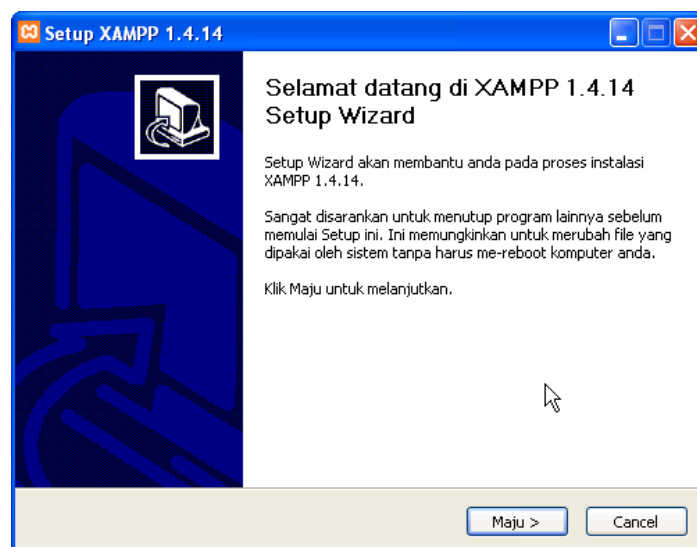 Setup XAMPP 1.4.14
Selamat datang di XAMPP 1.4.14
Setup Wizard
Setup Wizard akan membantu anda pada proses instalasi
XAMPP 1.4.14.
Sangat disarankan untuk menutup program lainnya sebelum
memulai Setup ini. Ini memungkinkan untuk merubah file yang
dipakai oleh sistem tanpa harus me-reboot komputer anda.
Klik Maju untuk melanjutkan.
Maju >
Cancel